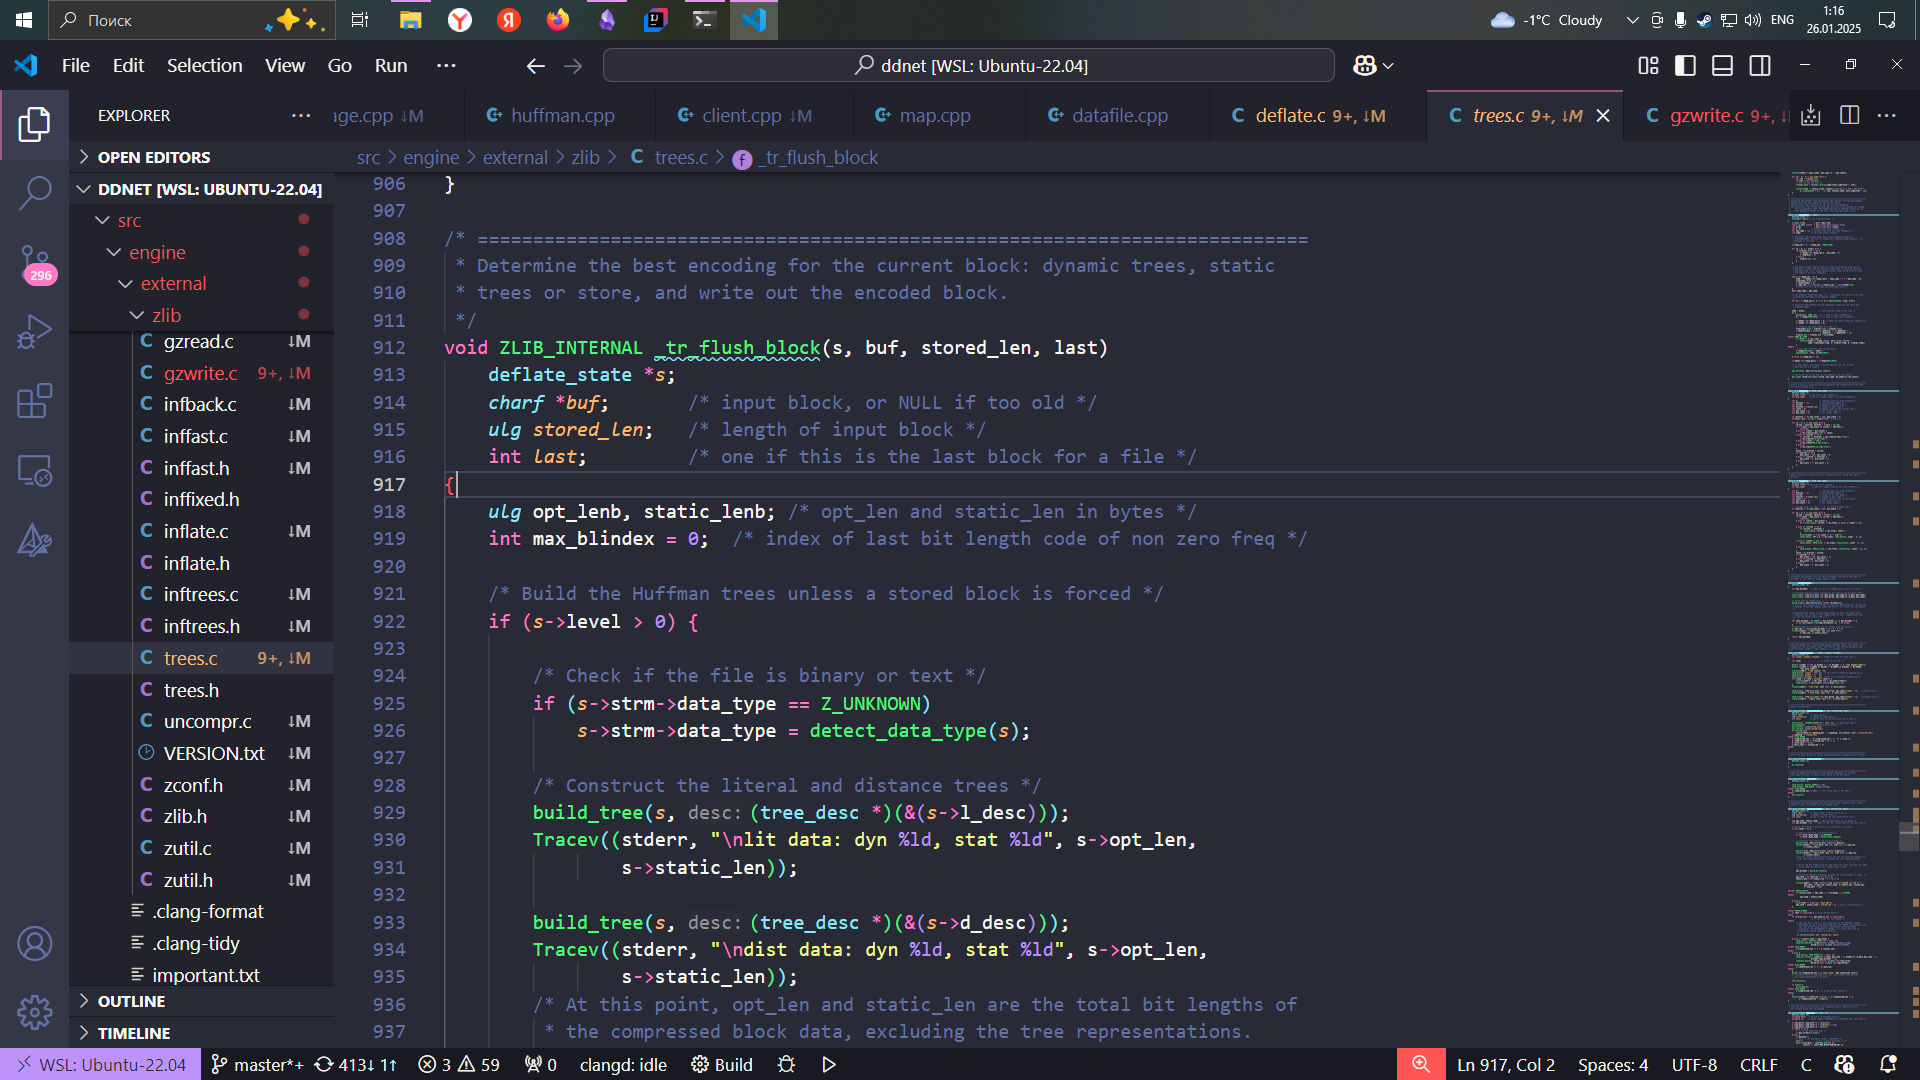 Поиск
-1°C Cloudy
ENG
1:16
26.01.2025
File Edit Selection View Go Run ···
ddnet [WSL: Ubuntu-22.04]
EXPLORER ···
age.cpp ↓M
huffman.cpp
client.cpp ↓M
map.cpp
datafile.cpp
C deflate.c 9+, ↓M
C trees.c 9+, ↓M
C gzwrite.c 9+, ↓
src > engine > external > zlib > C trees.c > f _tr_flush_block
OPEN EDITORS
DDNET [WSL: UBUNTU-22.04]
src
engine
external
zlib
C gzread.c ↓M
C gzwrite.c 9+, ↓M
C infback.c ↓M
C inffast.c ↓M
C inffast.h ↓M
C inffixed.h
C inflate.c ↓M
C inflate.h
C inftrees.c ↓M
C inftrees.h ↓M
C trees.c 9+, ↓M
C trees.h
C uncompr.c ↓M
VERSION.txt ↓M
C zconf.h ↓M
C zlib.h ↓M
C zutil.c ↓M
C zutil.h ↓M
.clang-format
.clang-tidy
important.txt
OUTLINE
TIMELINE
296
906 }
907
908 /* ===========================================================================
909  * Determine the best encoding for the current block: dynamic trees, static
910  * trees or store, and write out the encoded block.
911  */
912 void ZLIB_INTERNAL _tr_flush_block(s, buf, stored_len, last)
913     deflate_state *s;
914     charf *buf;       /* input block, or NULL if too old */
915     ulg stored_len;   /* length of input block */
916     int last;         /* one if this is the last block for a file */
917 {
918     ulg opt_lenb, static_lenb; /* opt_len and static_len in bytes */
919     int max_blindex = 0;  /* index of last bit length code of non zero freq */
920
921     /* Build the Huffman trees unless a stored block is forced */
922     if (s->level > 0) {
923
924         /* Check if the file is binary or text */
925         if (s->strm->data_type == Z_UNKNOWN)
926             s->strm->data_type = detect_data_type(s);
927
928         /* Construct the literal and distance trees */
929         build_tree(s, desc: (tree_desc *)(&(s->l_desc)));
930         Tracev((stderr, "\nlit data: dyn %ld, stat %ld", s->opt_len,
931                 s->static_len));
932
933         build_tree(s, desc: (tree_desc *)(&(s->d_desc)));
934         Tracev((stderr, "\ndist data: dyn %ld, stat %ld", s->opt_len,
935                 s->static_len));
936         /* At this point, opt_len and static_len are the total bit lengths of
937          * the compressed block data, excluding the tree representations.
WSL: Ubuntu-22.04 master*+ 413↓ 1↑ 3 59 0 clangd: idle Build
Ln 917, Col 2 Spaces: 4 UTF-8 CRLF C